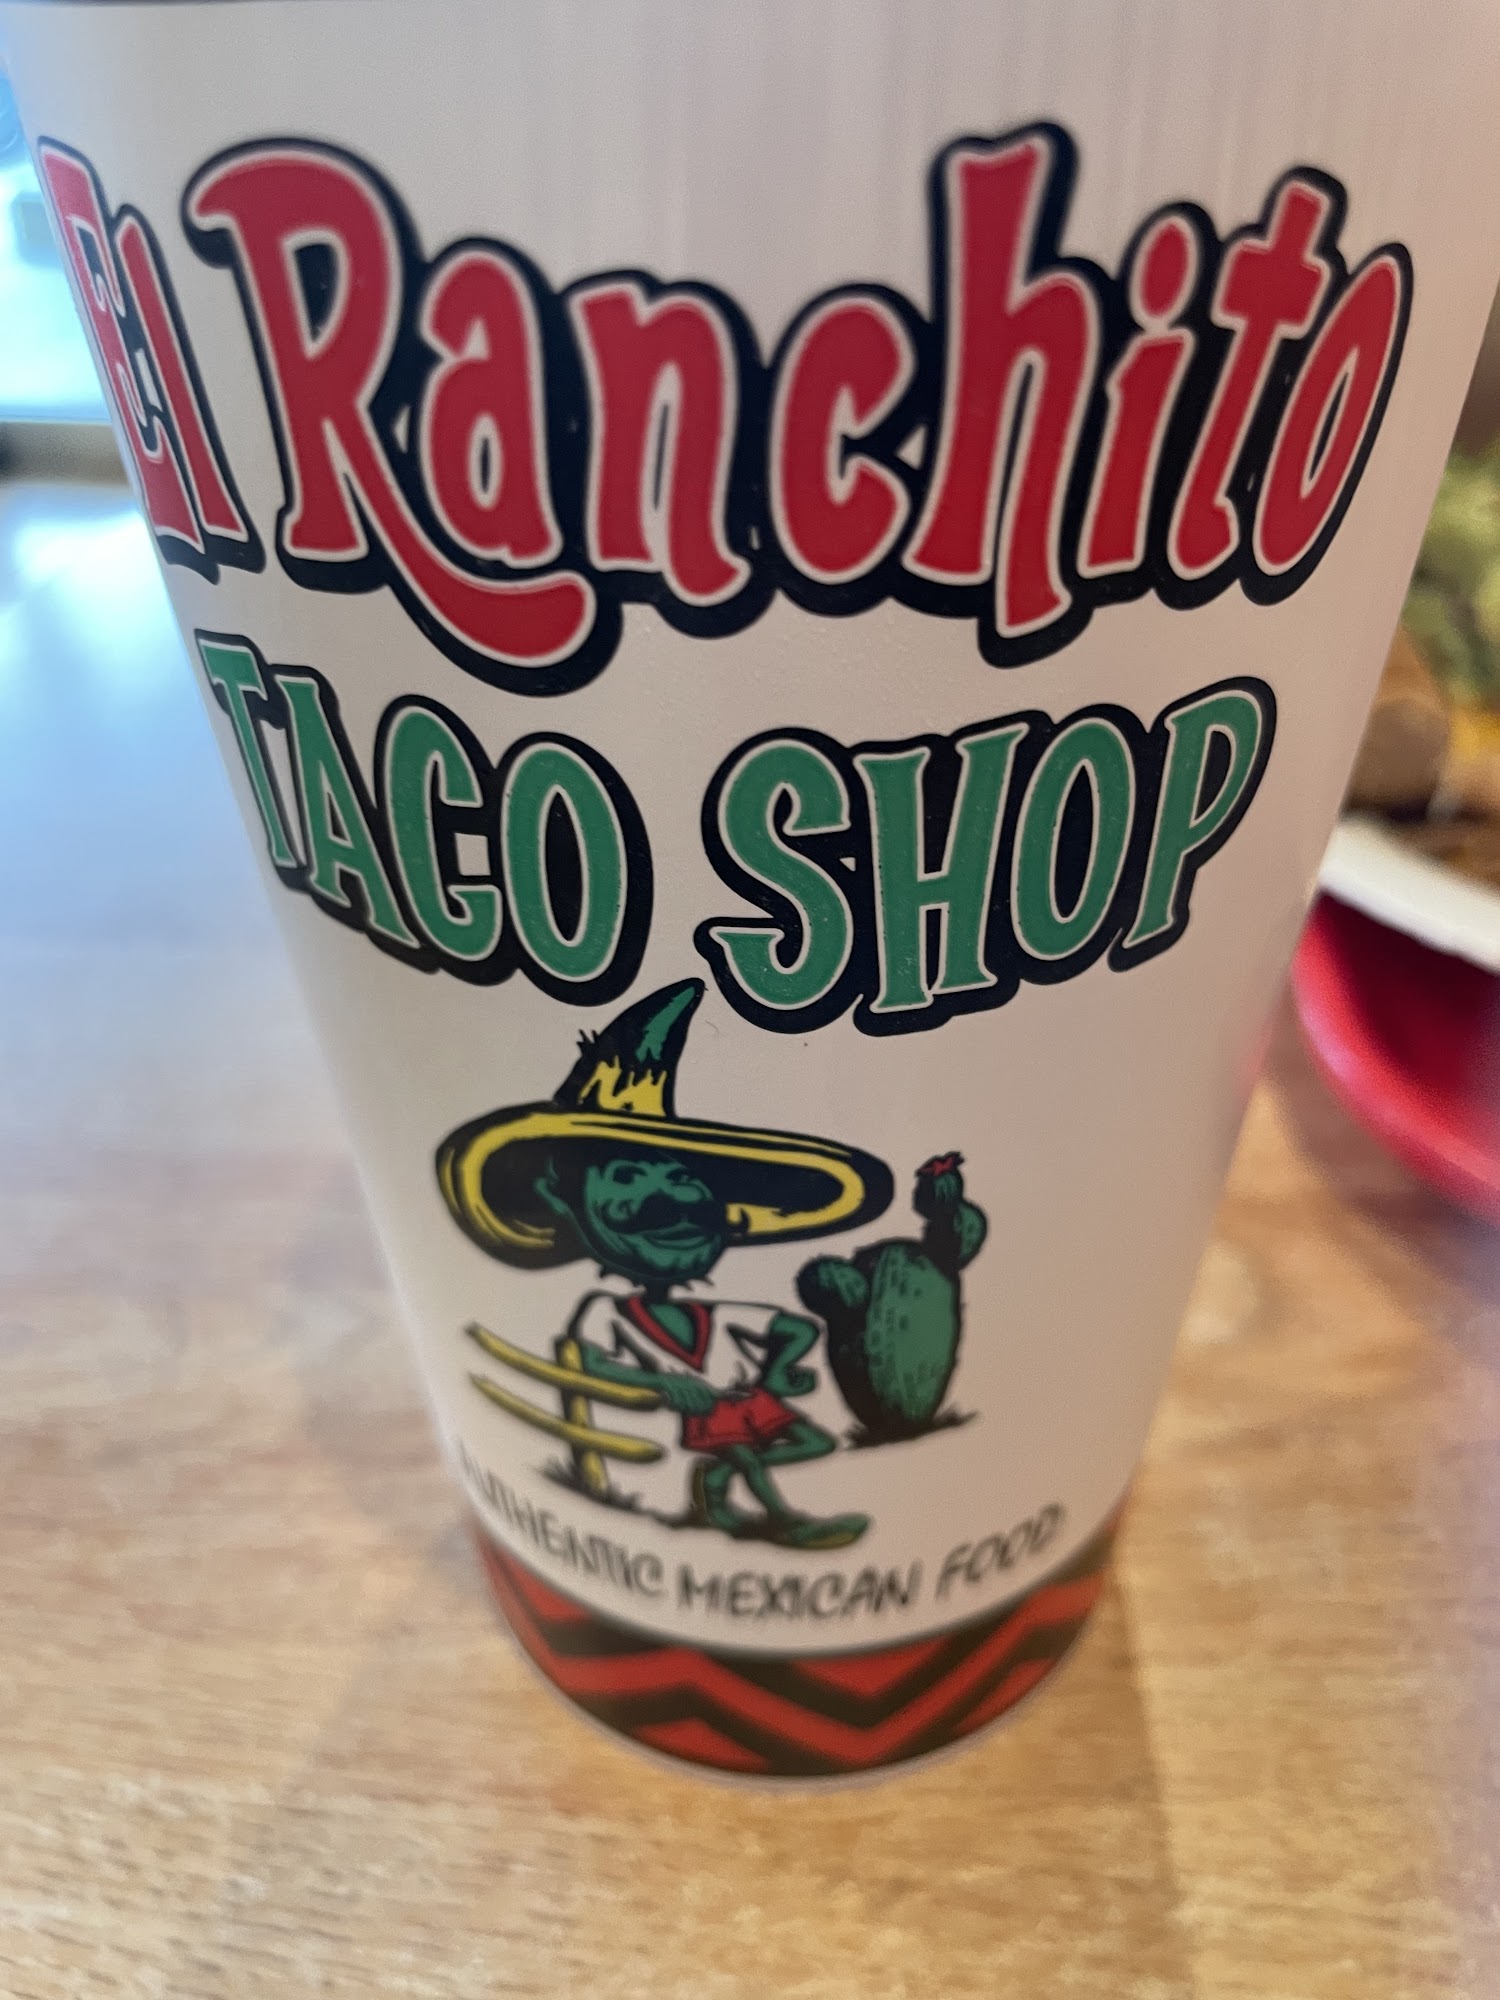 El Ranchito
TACO SHOP
AUTHENTIC MEXICAN FOOD